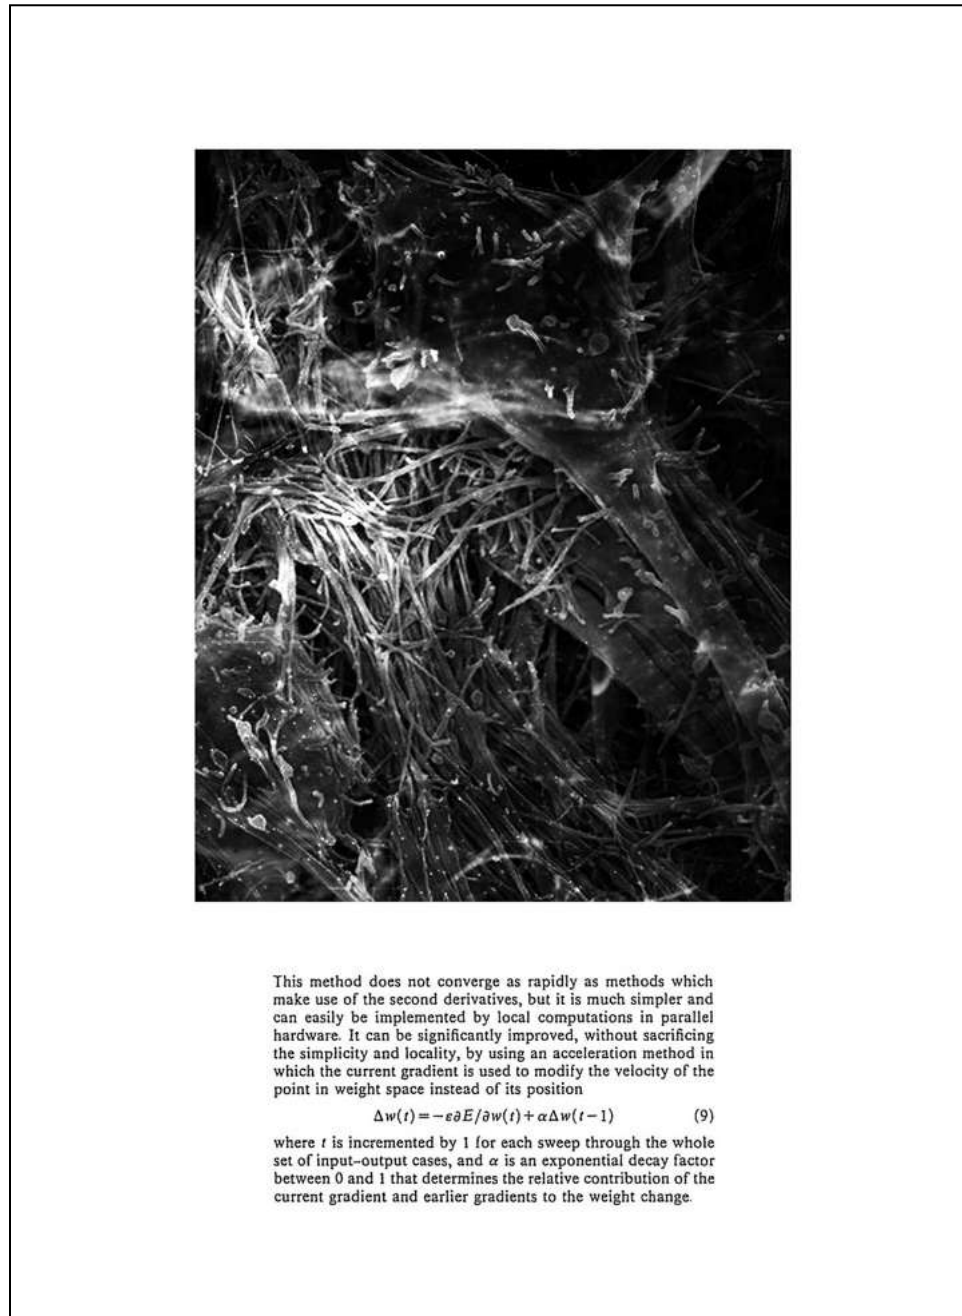 This method does not converge as rapidly as methods which
make use of the second derivatives, but it is much simpler and
can easily be implemented by local computations in parallel
hardware. It can be significantly improved, without sacrificing
the simplicity and locality, by using an acceleration method in
which the current gradient is used to modify the velocity of the
point in weight space instead of its position
Δw(t) = −ε∂E/∂w(t) + αΔw(t−1) (9)
where t is incremented by 1 for each sweep through the whole
set of input–output cases, and α is an exponential decay factor
between 0 and 1 that determines the relative contribution of the
current gradient and earlier gradients to the weight change.